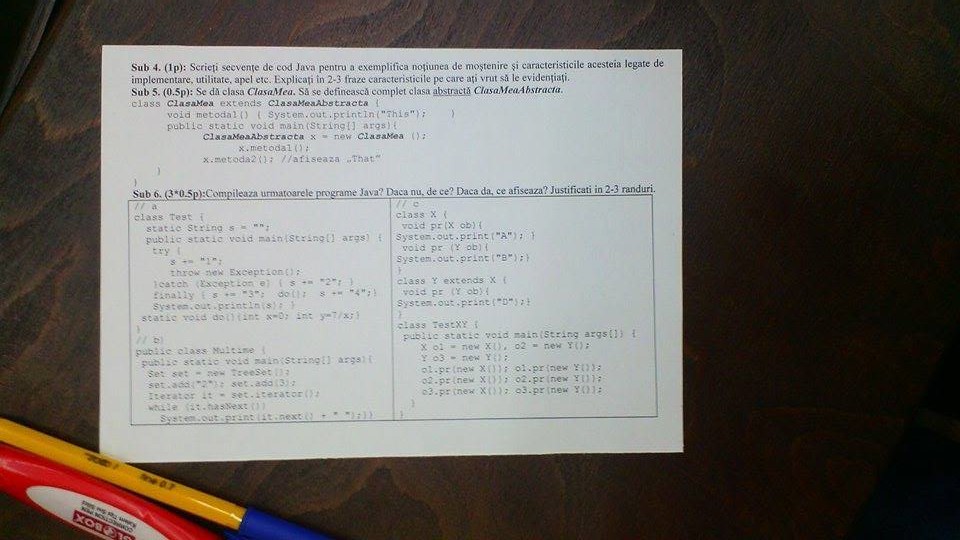 Sub 4. (1p): Scrieți secvențe de cod Java pentru a exemplifica noțiunea de moștenire și caracteristicile acesteia legate de
implementare, utilitate, apel etc. Explicați în 2-3 fraze caracteristicile pe care ați vrut să le evidențiați.
Sub 5. (0.5p): Se dă clasa ClasaMea. Să se definească complet clasa abstractă ClasaMeaAbstracta.
class ClasaMea extends ClasaMeaAbstracta {
void metoda1() { System.out.println("This"); }
public static void main(String[] args){
ClasaMeaAbstracta x = new ClasaMea ();
x.metoda1();
x.metoda2(); //afiseaza „That"
}
}
Sub 6. (3*0.5p):Compileaza urmatoarele programe Java? Daca nu, de ce? Daca da, ce afiseaza? Justificati in 2-3 randuri.
// a
class Test {
static String s = "";
public static void main(String[] args) {
try {
s += "1";
throw new Exception();
}catch (Exception e) { s += "2"; }
finally { s += "3"; do(); s += "4";}
System.out.println(s); }
static void do(){int x=0; int y=7/x;}
}
// b)
public class Multime {
public static void main(String[] args){
Set set = new TreeSet();
set.add("2"); set.add(3);
Iterator it = set.iterator();
while (it.hasNext())
System.out.print(it.next() + " ");}}
// c
class X {
void pr(X ob){
System.out.print("A"); }
void pr (Y ob){
System.out.print("B");}
}
class Y extends X {
void pr (Y ob){
System.out.print("D");}
}
class TestXY {
public static void main(String args[]) {
X o1 = new X(), o2 = new Y();
Y o3 = new Y();
o1.pr(new X()); o1.pr(new Y());
o2.pr(new X()); o2.pr(new Y());
o3.pr(new X()); o3.pr(new Y());
}
}
fine 0.7
CORRECTION PEN